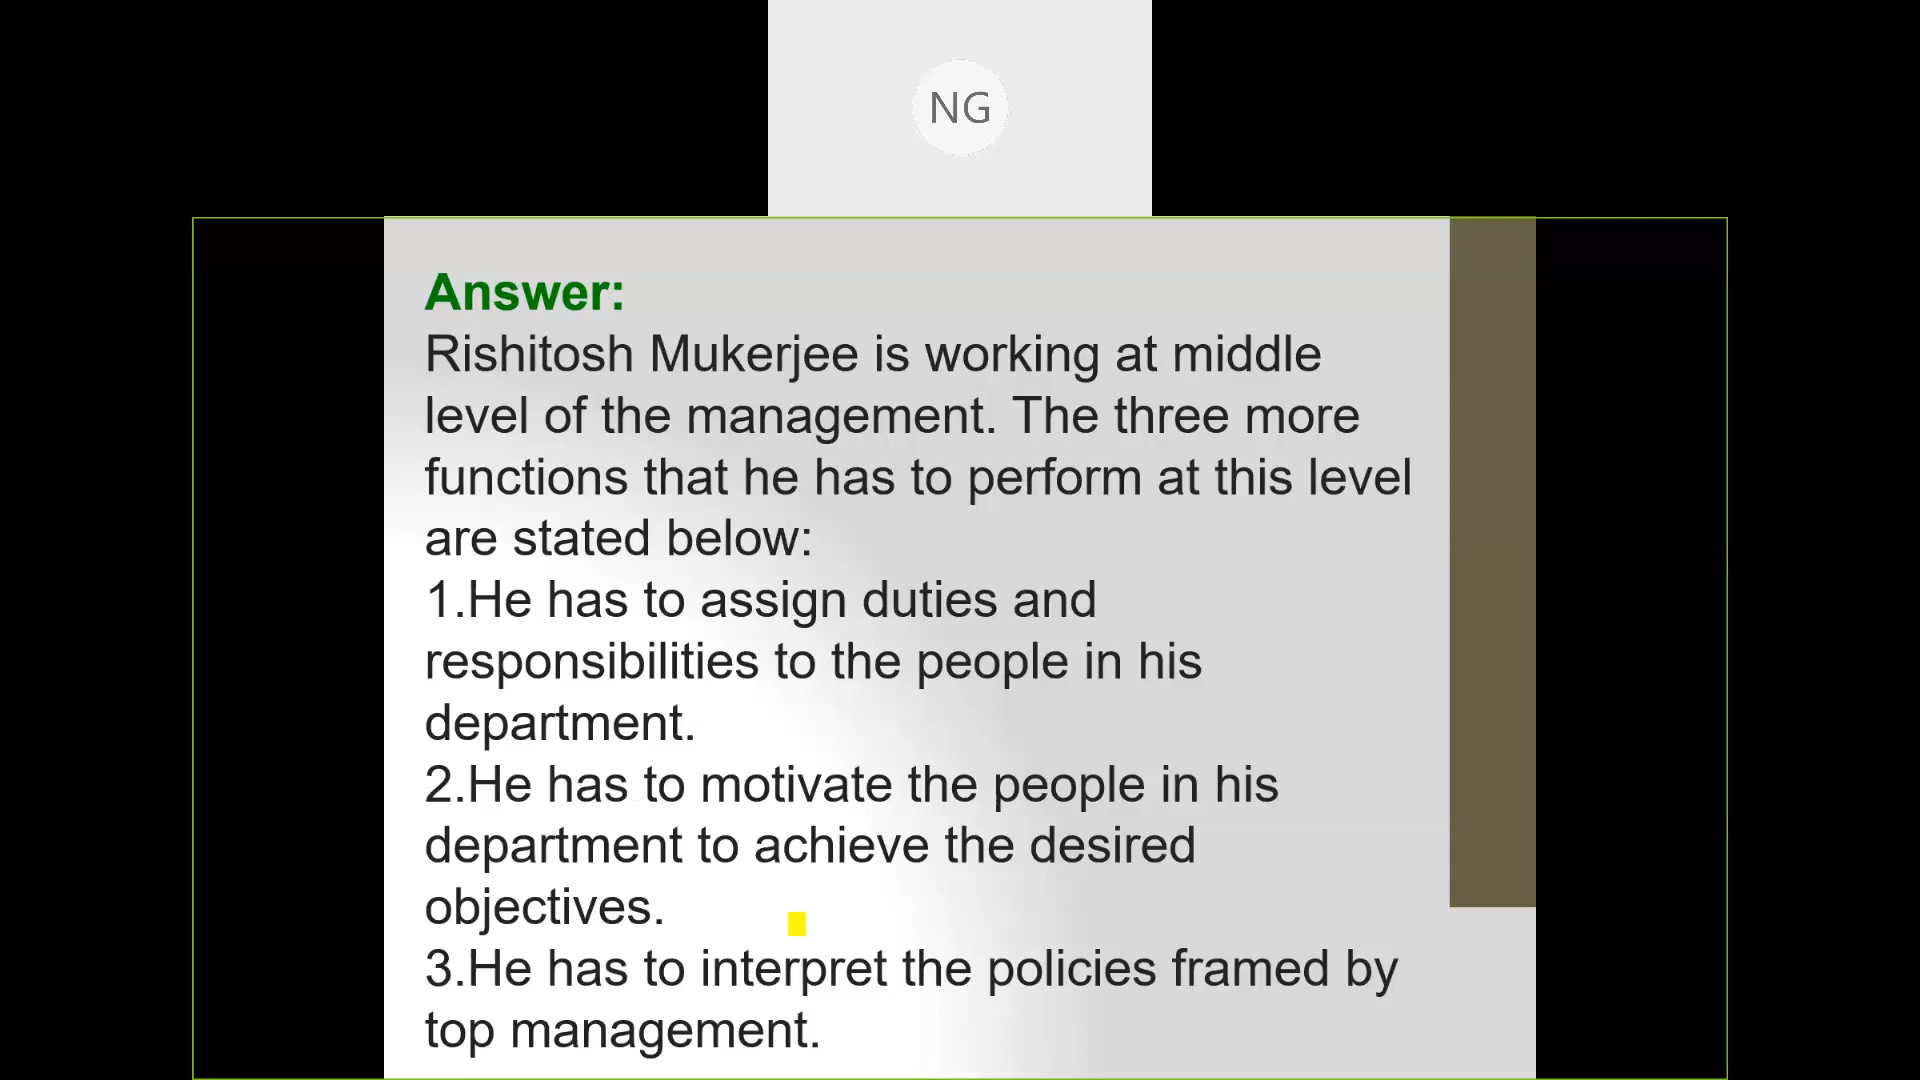 NG
Answer:
Rishitosh Mukerjee is working at middle
level of the management. The three more
functions that he has to perform at this level
are stated below:
1.He has to assign duties and
responsibilities to the people in his
department.
2.He has to motivate the people in his
department to achieve the desired
objectives.
3.He has to interpret the policies framed by
top management.